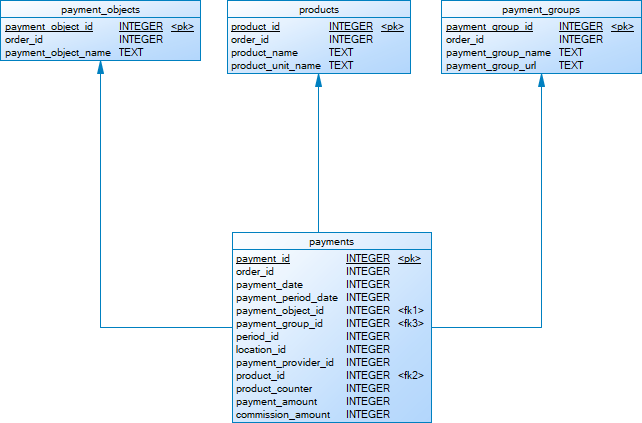 payment_objects
payment_object_id INTEGER <pk>
order_id INTEGER
payment_object_name TEXT
products
product_id INTEGER <pk>
order_id INTEGER
product_name TEXT
product_unit_name TEXT
payment_groups
payment_group_id INTEGER <pk>
order_id INTEGER
payment_group_name TEXT
payment_group_url TEXT
payments
payment_id INTEGER <pk>
order_id INTEGER
payment_date INTEGER
payment_period_date INTEGER
payment_object_id INTEGER <fk1>
payment_group_id INTEGER <fk3>
period_id INTEGER
location_id INTEGER
payment_provider_id INTEGER
product_id INTEGER <fk2>
product_counter INTEGER
payment_amount INTEGER
commission_amount INTEGER